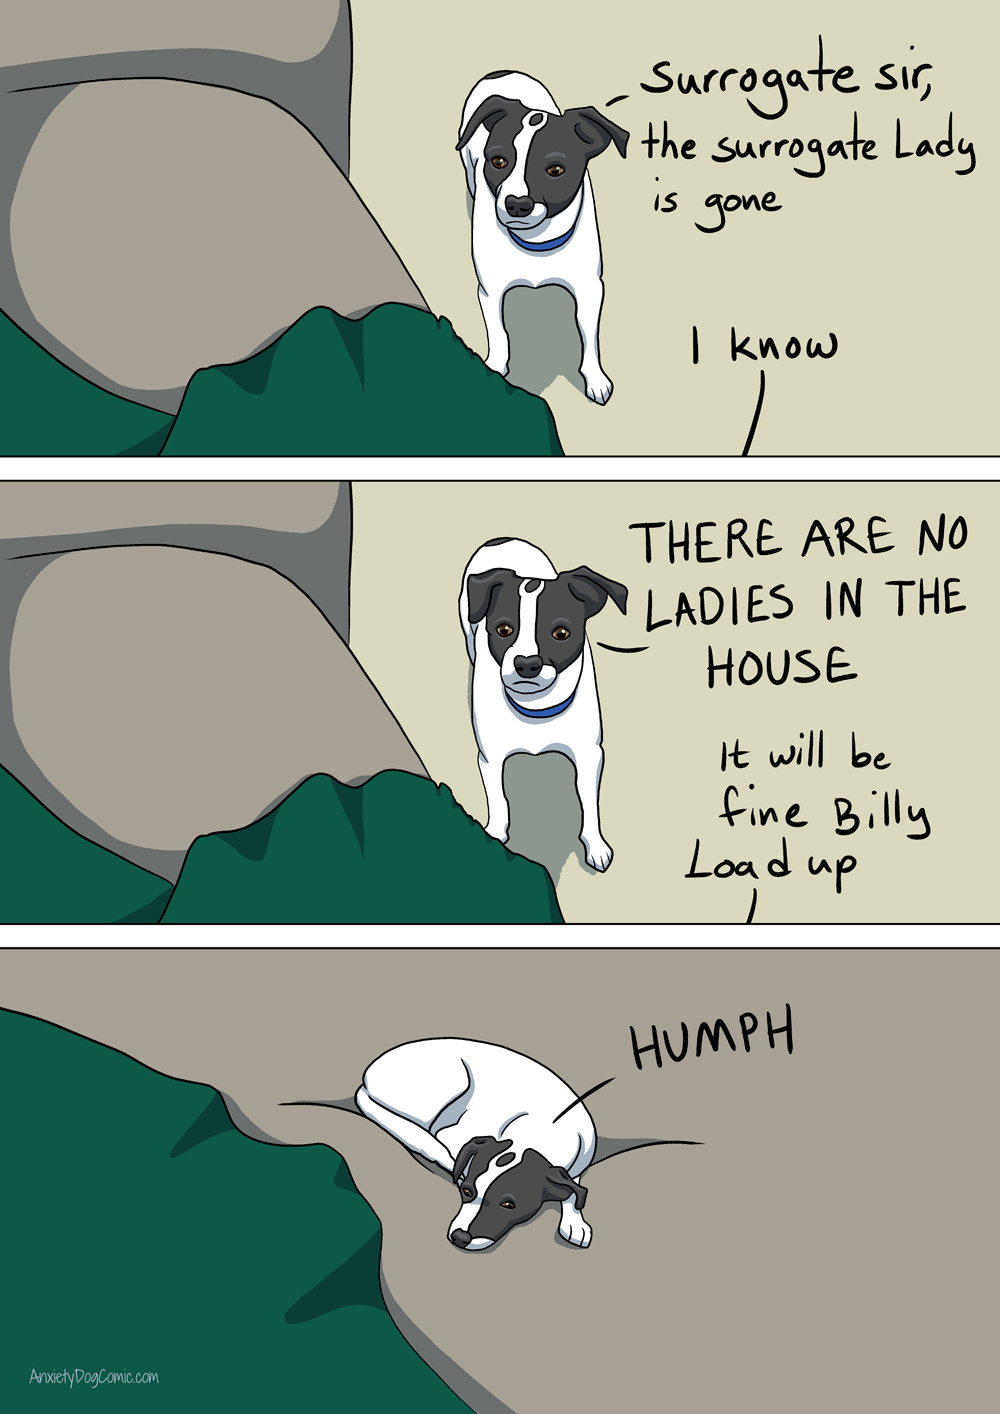 Surrogate sir,
the surrogate Lady
is gone
I know
THERE ARE NO
LADIES IN THE
HOUSE
It will be
fine Billy
Load up
HUMPH
AnxietyDogComic.com